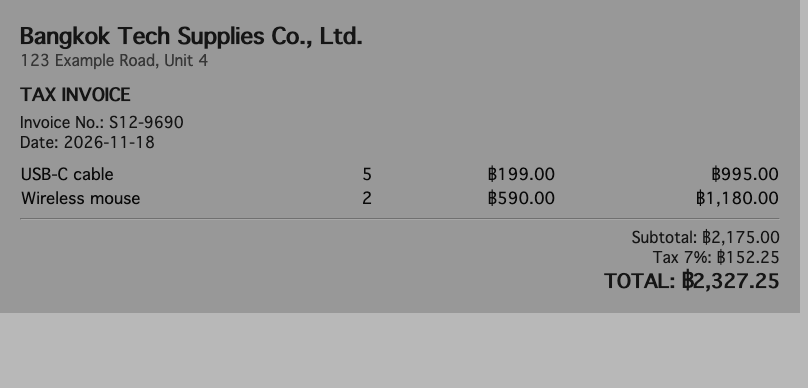 Bangkok Tech Supplies Co., Ltd.
123 Example Road, Unit 4
TAX INVOICE
Invoice No.: S12-9690
Date: 2026-11-18
USB-C cable 5 ฿199.00 ฿995.00
Wireless mouse 2 ฿590.00 ฿1,180.00
Subtotal: ฿2,175.00
Tax 7%: ฿152.25
TOTAL: ฿2,327.25